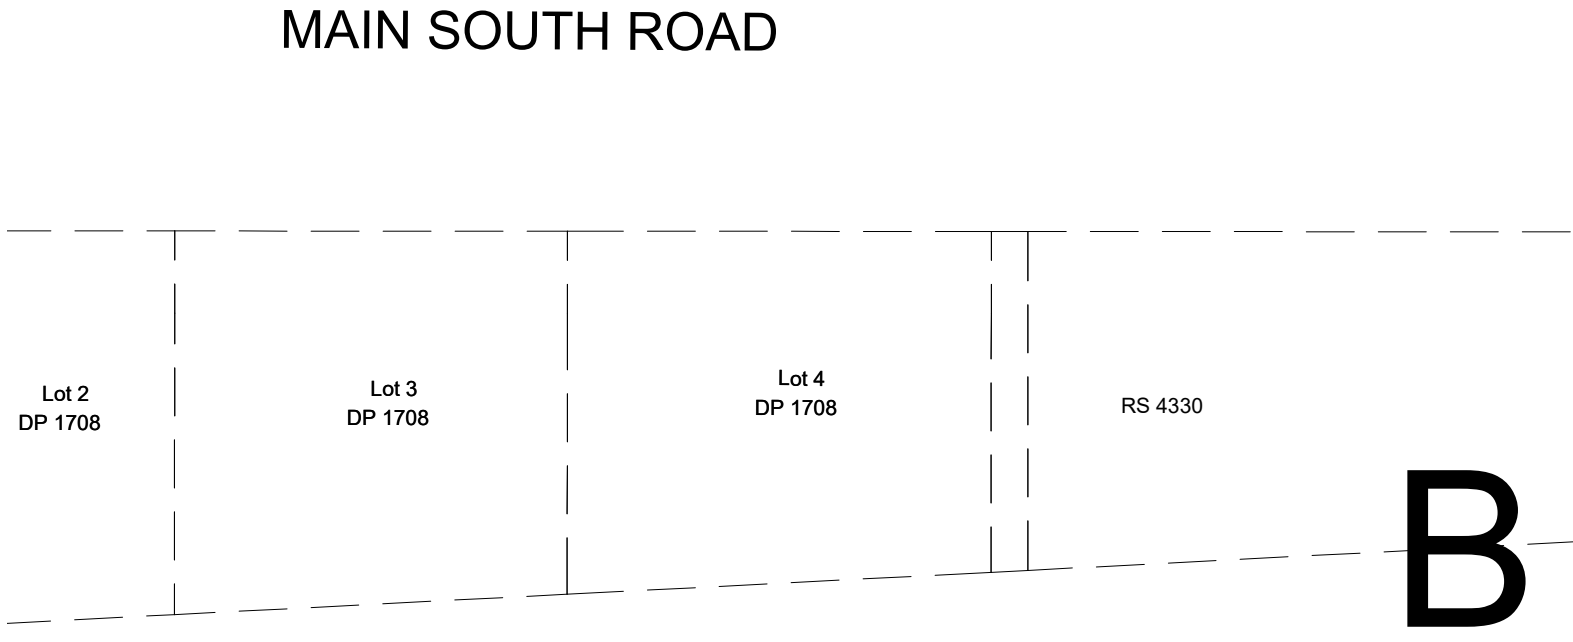 MAIN SOUTH ROAD
Lot 2
DP 1708
Lot 3
DP 1708
Lot 4
DP 1708
RS 4330
B